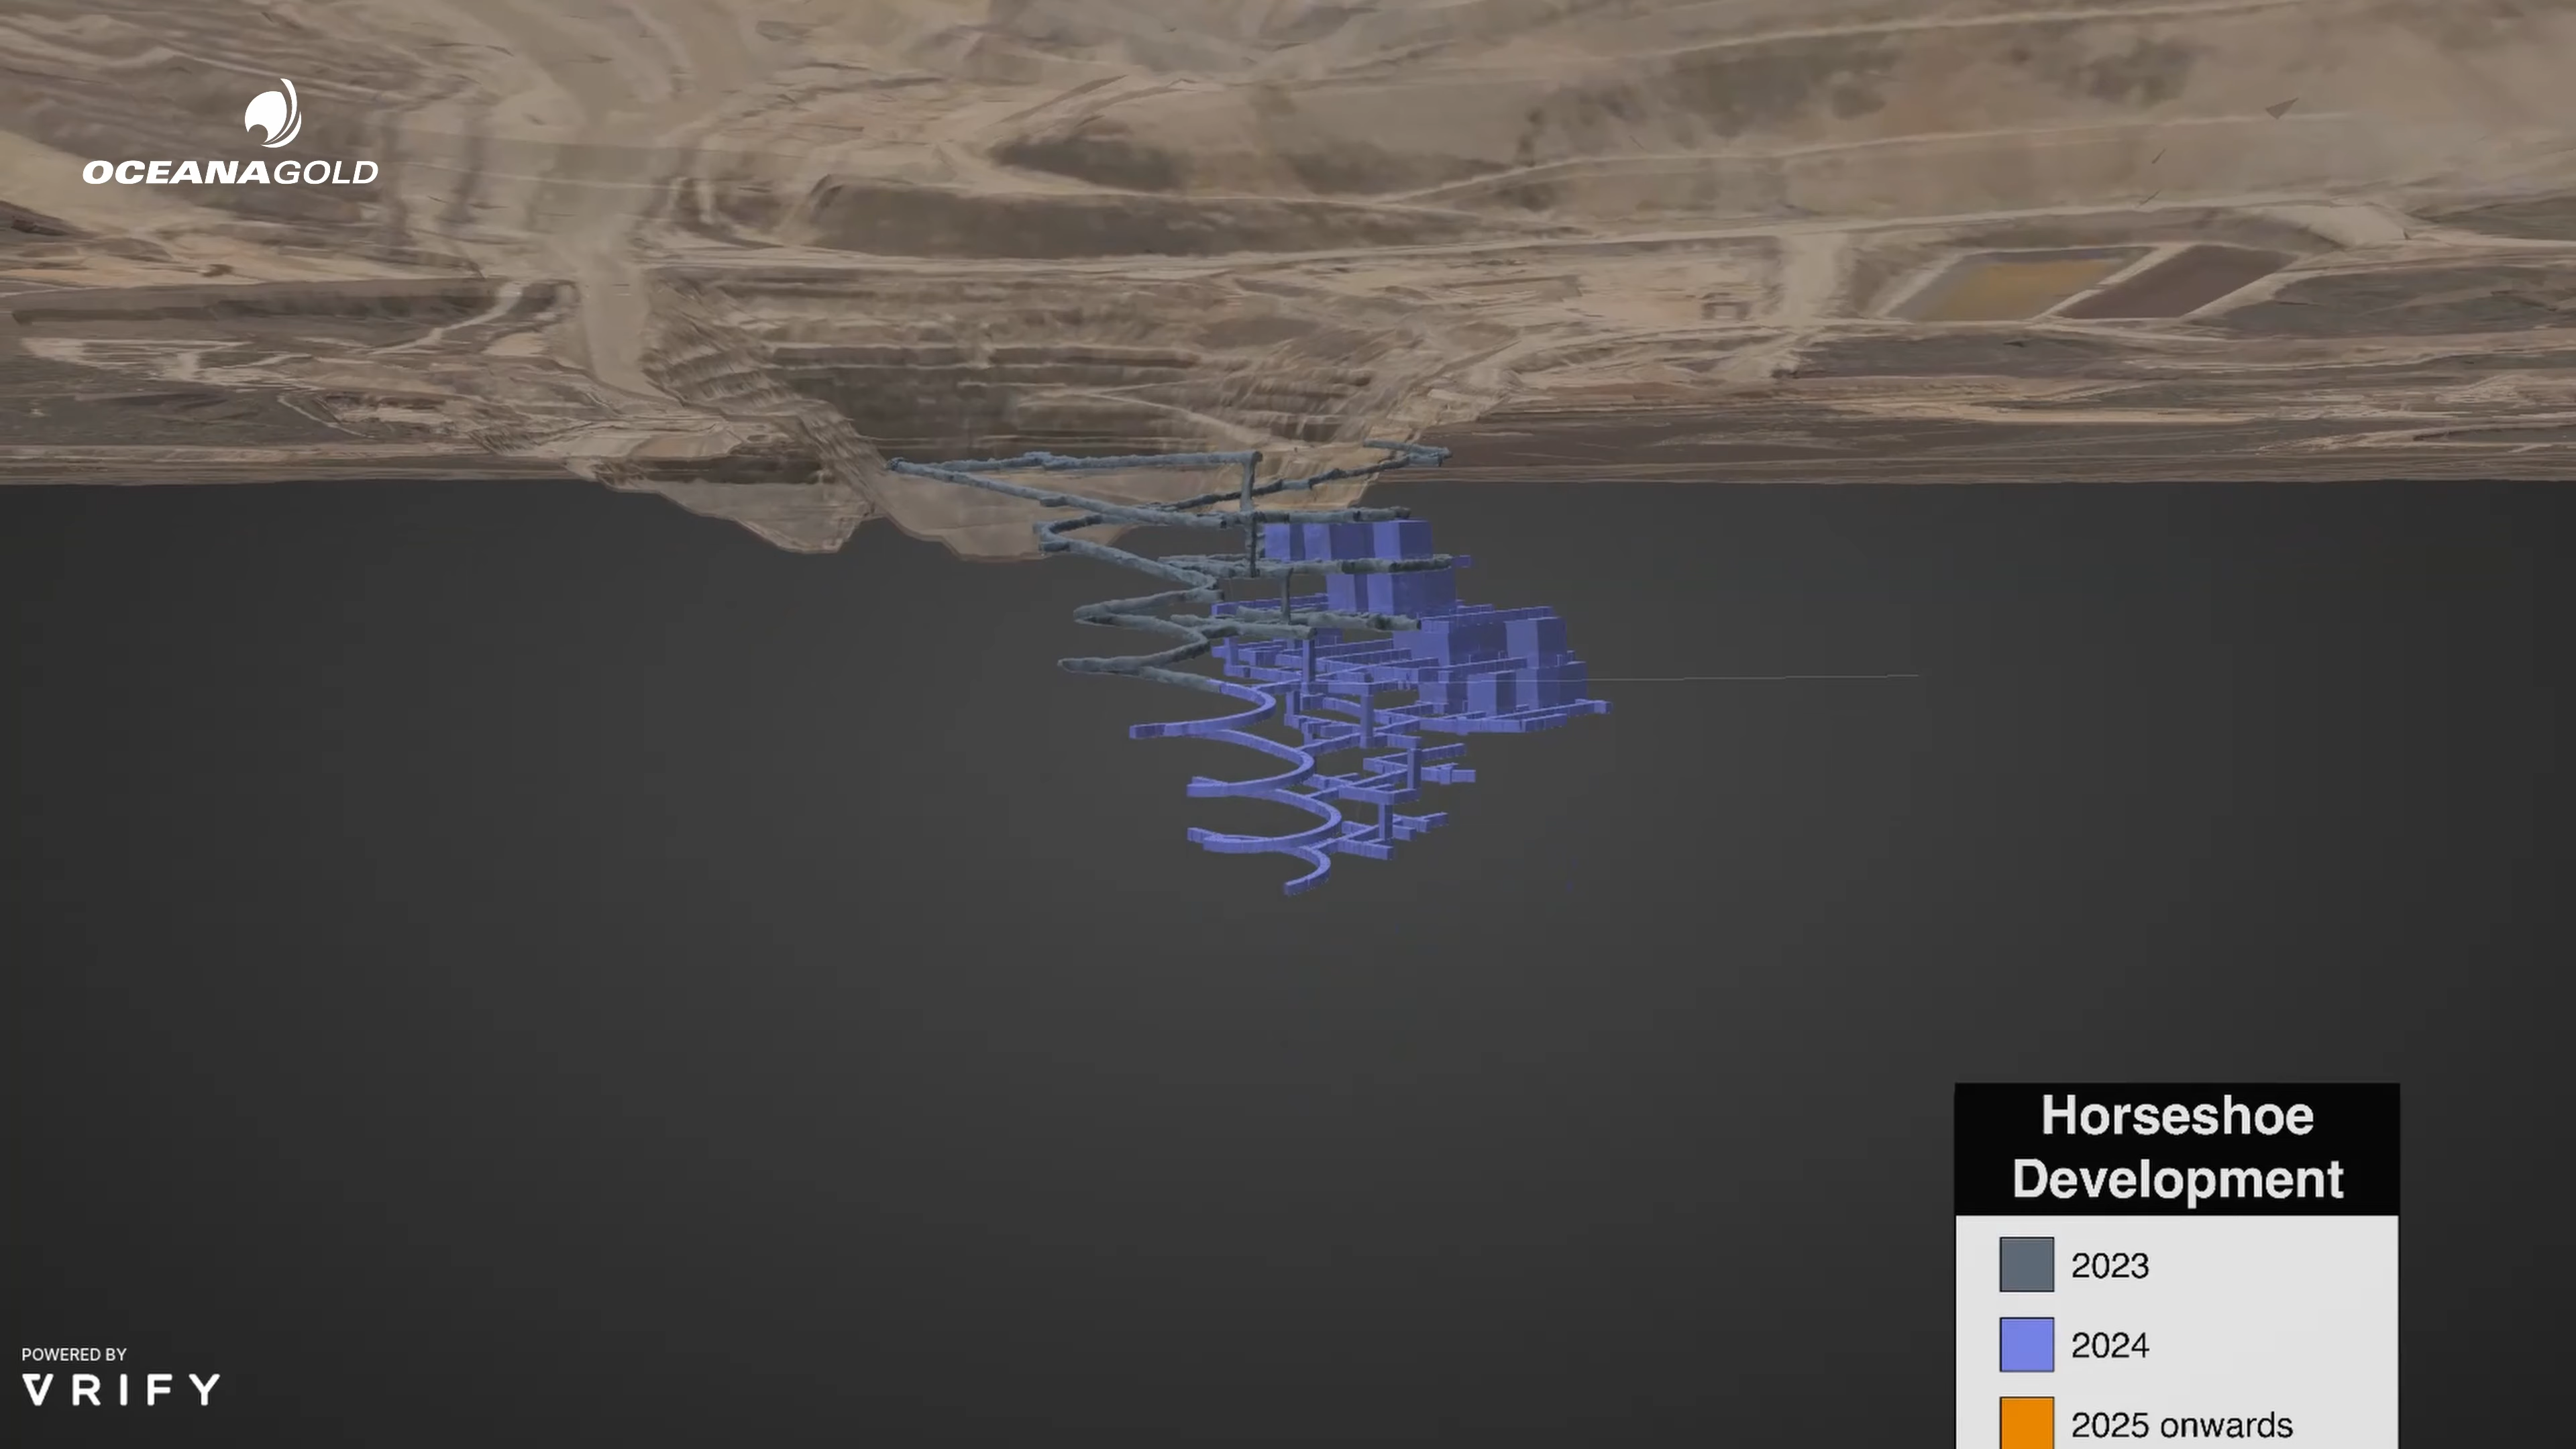 OCEANAGOLD
Horseshoe
Development
2023
2024
2025 onwards
POWERED BY
VRIFY